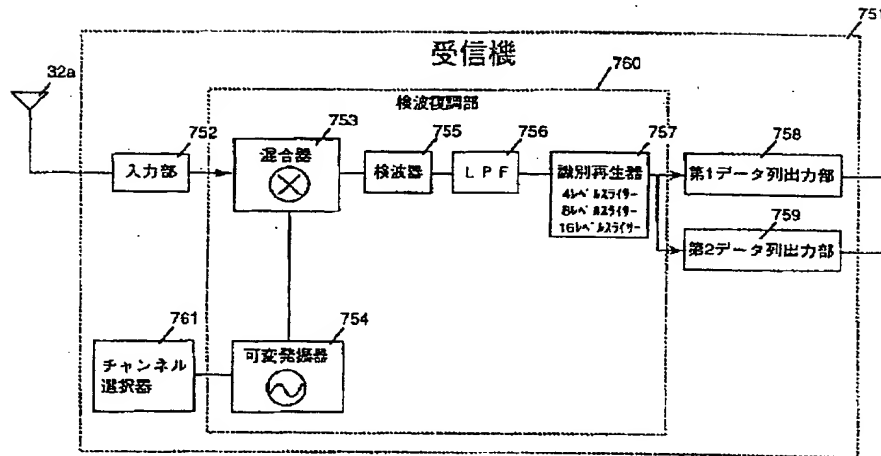 751
受信機
32a
760
検波復調部
752
753
755
756
757
758
入力部
混合器
検波器
LPF
識別再生器
4レベルスライサー
8レベルスライサー
16レベルスライサー
第1データ列出力部
759
第2データ列出力部
761
754
チャンネル
選択器
可変発振器